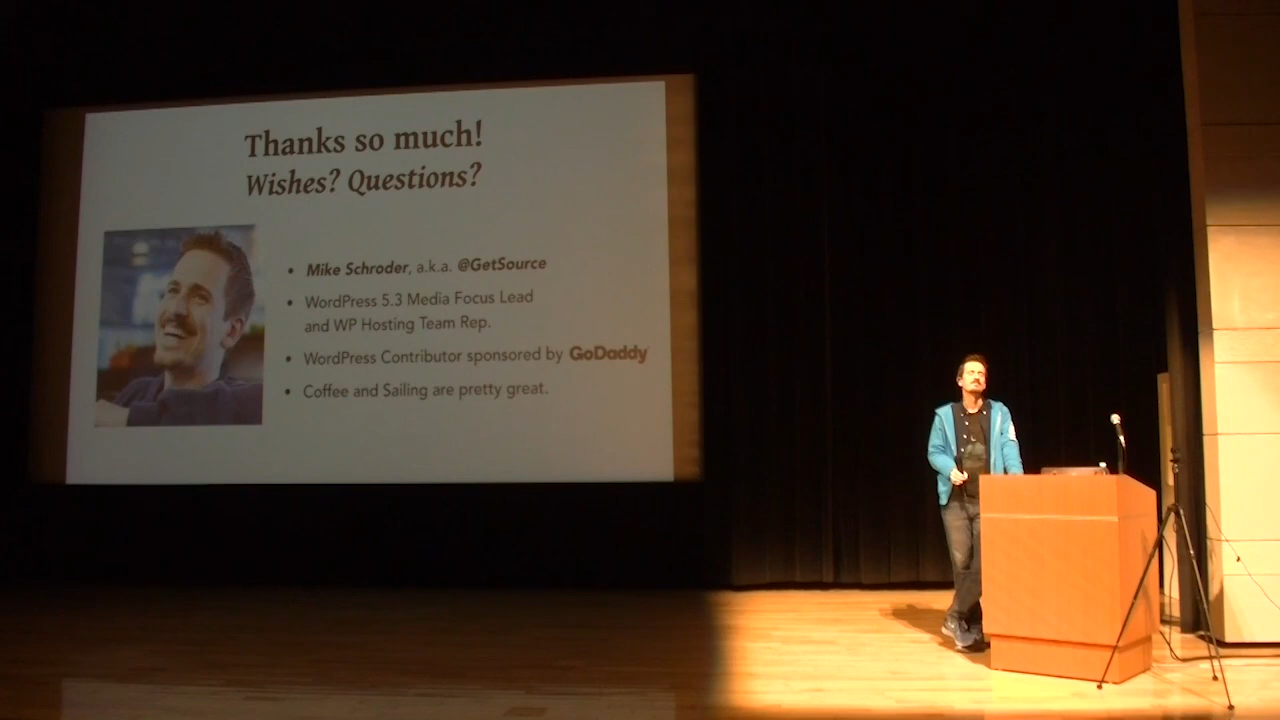 Thanks so much!
Wishes? Questions?
• Mike Schroder, a.k.a. @GetSource
• WordPress 5.3 Media Focus Lead
and WP Hosting Team Rep.
• WordPress Contributor sponsored by GoDaddy
• Coffee and Sailing are pretty great.